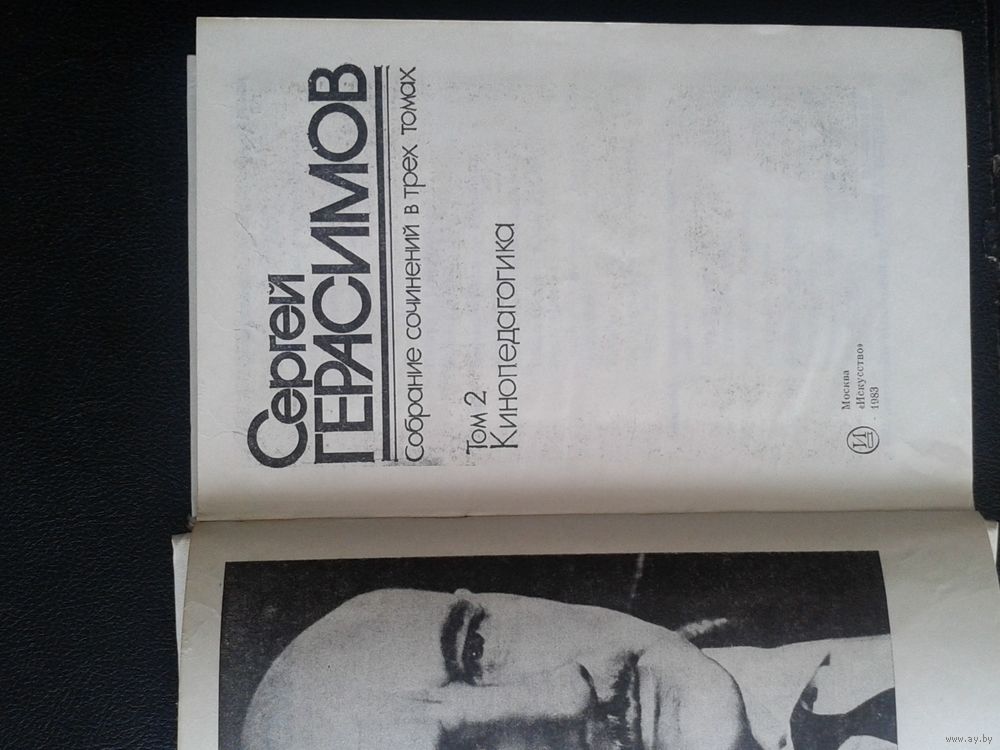 Сергей
ГЕРАСИМОВ
Собрание сочинений в трех томах
Том 2
Кинопедагогика
Москва
«Искусство»
1983
www.ay.by